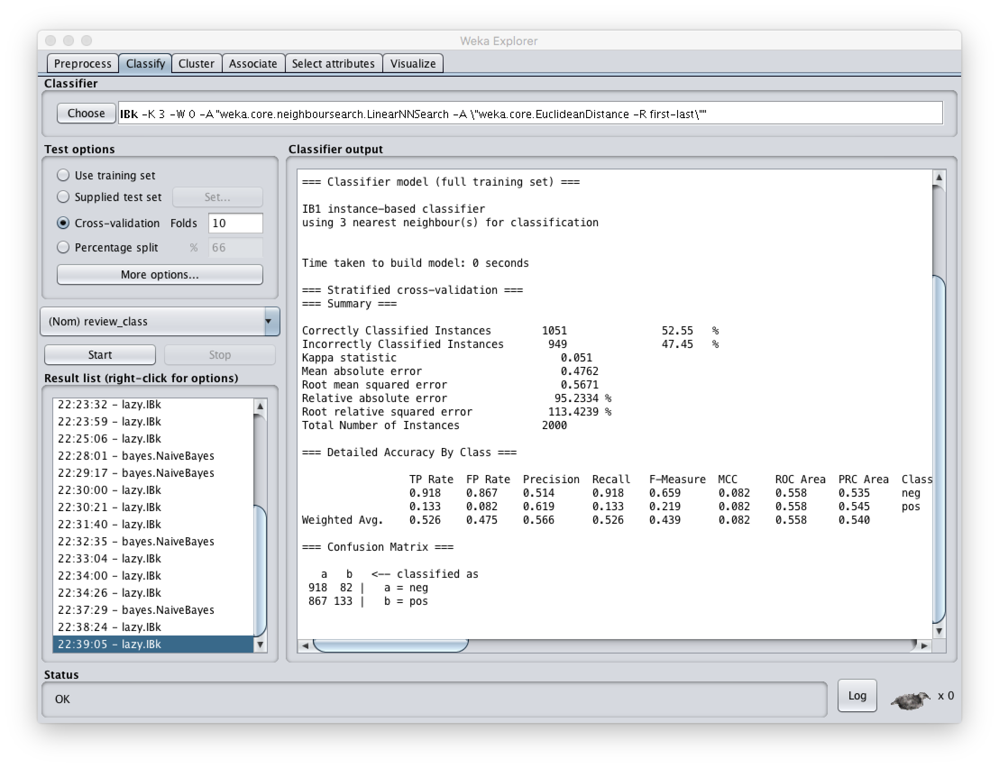 Weka Explorer
Preprocess Classify Cluster Associate Select attributes Visualize
Classifier
Choose IBk -K 3 -W 0 -A "weka.core.neighboursearch.LinearNNSearch -A \"weka.core.EuclideanDistance -R first-last\""
Test options
Use training set
Supplied test set Set...
Cross-validation Folds 10
Percentage split % 66
More options...
(Nom) review_class
Start Stop
Result list (right-click for options)
22:23:32 - lazy.IBk
22:23:59 - lazy.IBk
22:25:06 - lazy.IBk
22:28:01 - bayes.NaiveBayes
22:29:17 - bayes.NaiveBayes
22:30:00 - lazy.IBk
22:30:21 - lazy.IBk
22:31:40 - lazy.IBk
22:32:35 - bayes.NaiveBayes
22:33:04 - lazy.IBk
22:34:00 - lazy.IBk
22:34:26 - lazy.IBk
22:37:29 - bayes.NaiveBayes
22:38:24 - lazy.IBk
22:39:05 - lazy.IBk
Classifier output
=== Classifier model (full training set) ===
IB1 instance-based classifier
using 3 nearest neighbour(s) for classification
Time taken to build model: 0 seconds
=== Stratified cross-validation ===
=== Summary ===
Correctly Classified Instances 1051 52.55 %
Incorrectly Classified Instances 949 47.45 %
Kappa statistic 0.051
Mean absolute error 0.4762
Root mean squared error 0.5671
Relative absolute error 95.2334 %
Root relative squared error 113.4239 %
Total Number of Instances 2000
=== Detailed Accuracy By Class ===
TP Rate FP Rate Precision Recall F-Measure MCC ROC Area PRC Area Class
0.918 0.867 0.514 0.918 0.659 0.082 0.558 0.535 neg
0.133 0.082 0.619 0.133 0.219 0.082 0.558 0.545 pos
Weighted Avg. 0.526 0.475 0.566 0.526 0.439 0.082 0.558 0.540
=== Confusion Matrix ===
a b <-- classified as
918 82 | a = neg
867 133 | b = pos
Status
OK
Log x 0